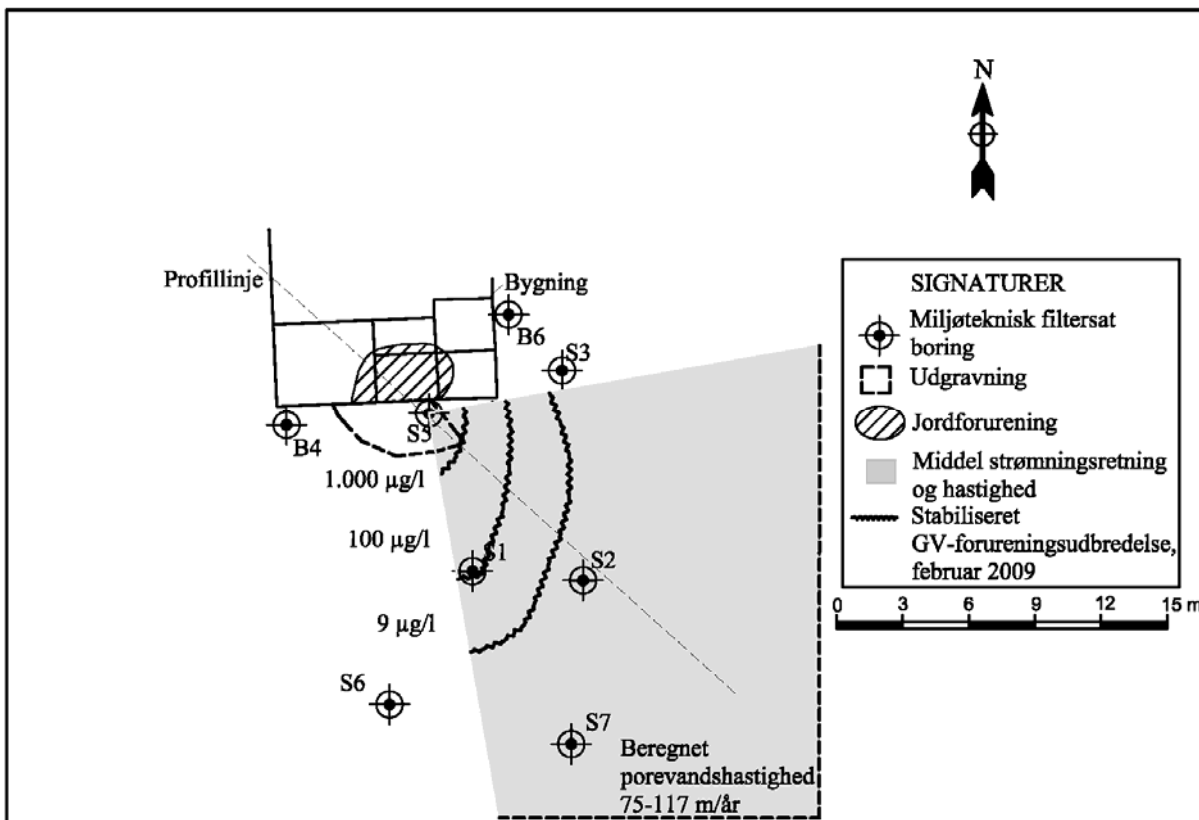 N
Profillinje
Bygning
B6
S3
B4
S5
1.000 µg/l
100 µg/l
S1
S2
9 µg/l
S6
S7
Beregnet
porevandshastighed
75-117 m/år
SIGNATURER
Miljøteknisk filtersat
boring
Udgravning
Jordforurening
Middel strømningsretning
og hastighed
Stabiliseret
GV-forureningsudbredelse,
februar 2009
0 3 6 9 12 15 m